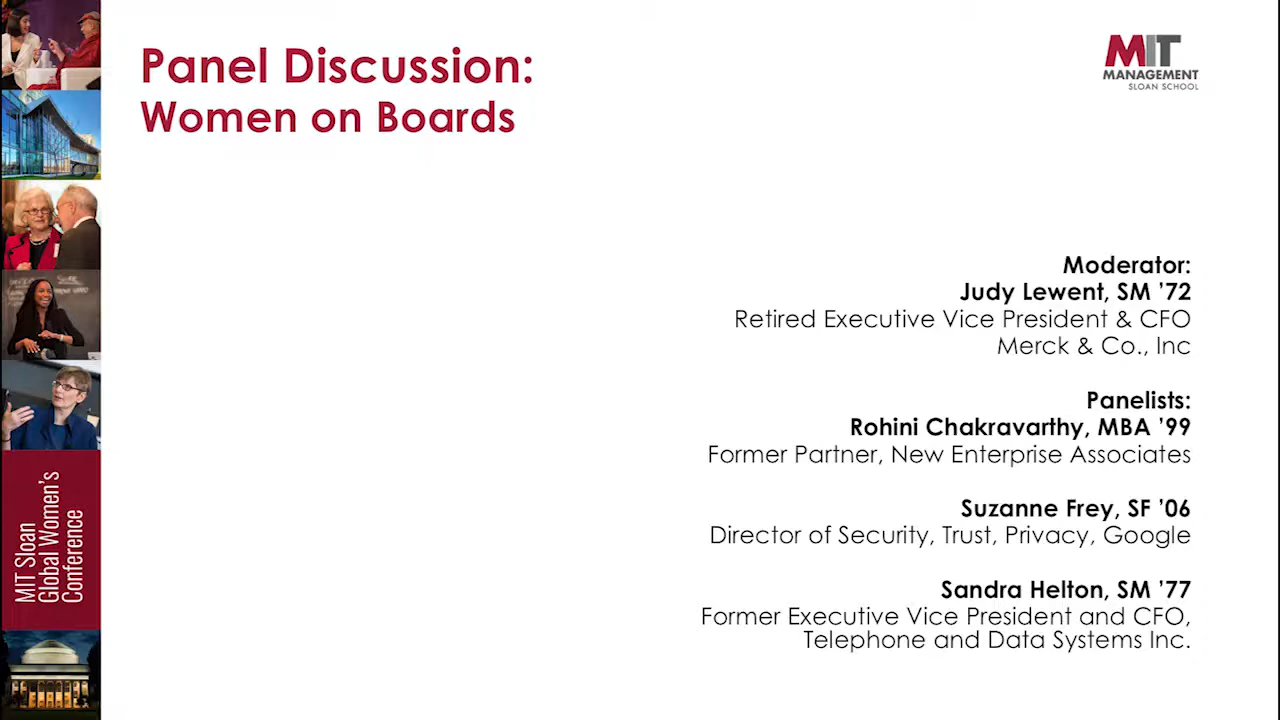 Panel Discussion:
Women on Boards
MIT
MANAGEMENT
SLOAN SCHOOL
Moderator:
Judy Lewent, SM ’72
Retired Executive Vice President & CFO
Merck & Co., Inc
Panelists:
Rohini Chakravarthy, MBA ’99
Former Partner, New Enterprise Associates
Suzanne Frey, SF ’06
Director of Security, Trust, Privacy, Google
Sandra Helton, SM ’77
Former Executive Vice President and CFO,
Telephone and Data Systems Inc.
MIT Sloan
Global Women’s
Conference